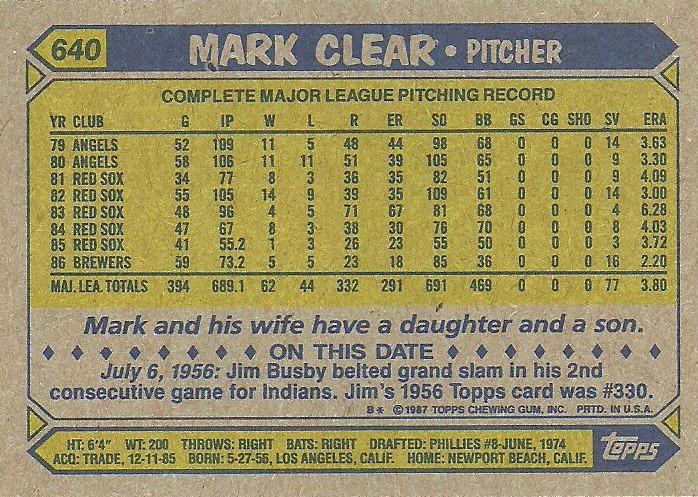 640 MARK CLEAR • PITCHER
COMPLETE MAJOR LEAGUE PITCHING RECORD
YR CLUB G IP W L R ER SO BB GS CG SHO SV ERA
79 ANGELS 52 109 11 5 48 44 98 68 0 0 0 14 3.63
80 ANGELS 58 106 11 11 51 39 105 65 0 0 0 9 3.30
81 RED SOX 34 77 8 3 36 35 82 51 0 0 0 9 4.09
82 RED SOX 55 105 14 9 39 35 109 61 0 0 0 14 3.00
83 RED SOX 48 96 4 5 71 67 81 68 0 0 0 4 6.28
84 RED SOX 47 67 8 3 38 30 76 70 0 0 0 8 4.03
85 RED SOX 41 55.2 1 3 26 23 55 50 0 0 0 3 3.72
86 BREWERS 59 73.2 5 5 23 18 85 36 0 0 0 16 2.20
MAJ. LEA. TOTALS 394 689.1 62 44 332 291 691 469 0 0 0 77 3.80
Mark and his wife have a daughter and a son.
ON THIS DATE
July 6, 1956: Jim Busby belted grand slam in his 2nd
consecutive game for Indians. Jim's 1956 Topps card was #330.
B* © 1987 TOPPS CHEWING GUM, INC. PRTD. IN U.S.A.
HT: 6'4" WT: 200 THROWS: RIGHT BATS: RIGHT DRAFTED: PHILLIES #8-JUNE, 1974
ACQ: TRADE, 12-11-85 BORN: 5-27-56, LOS ANGELES, CALIF. HOME: NEWPORT BEACH, CALIF.
topps